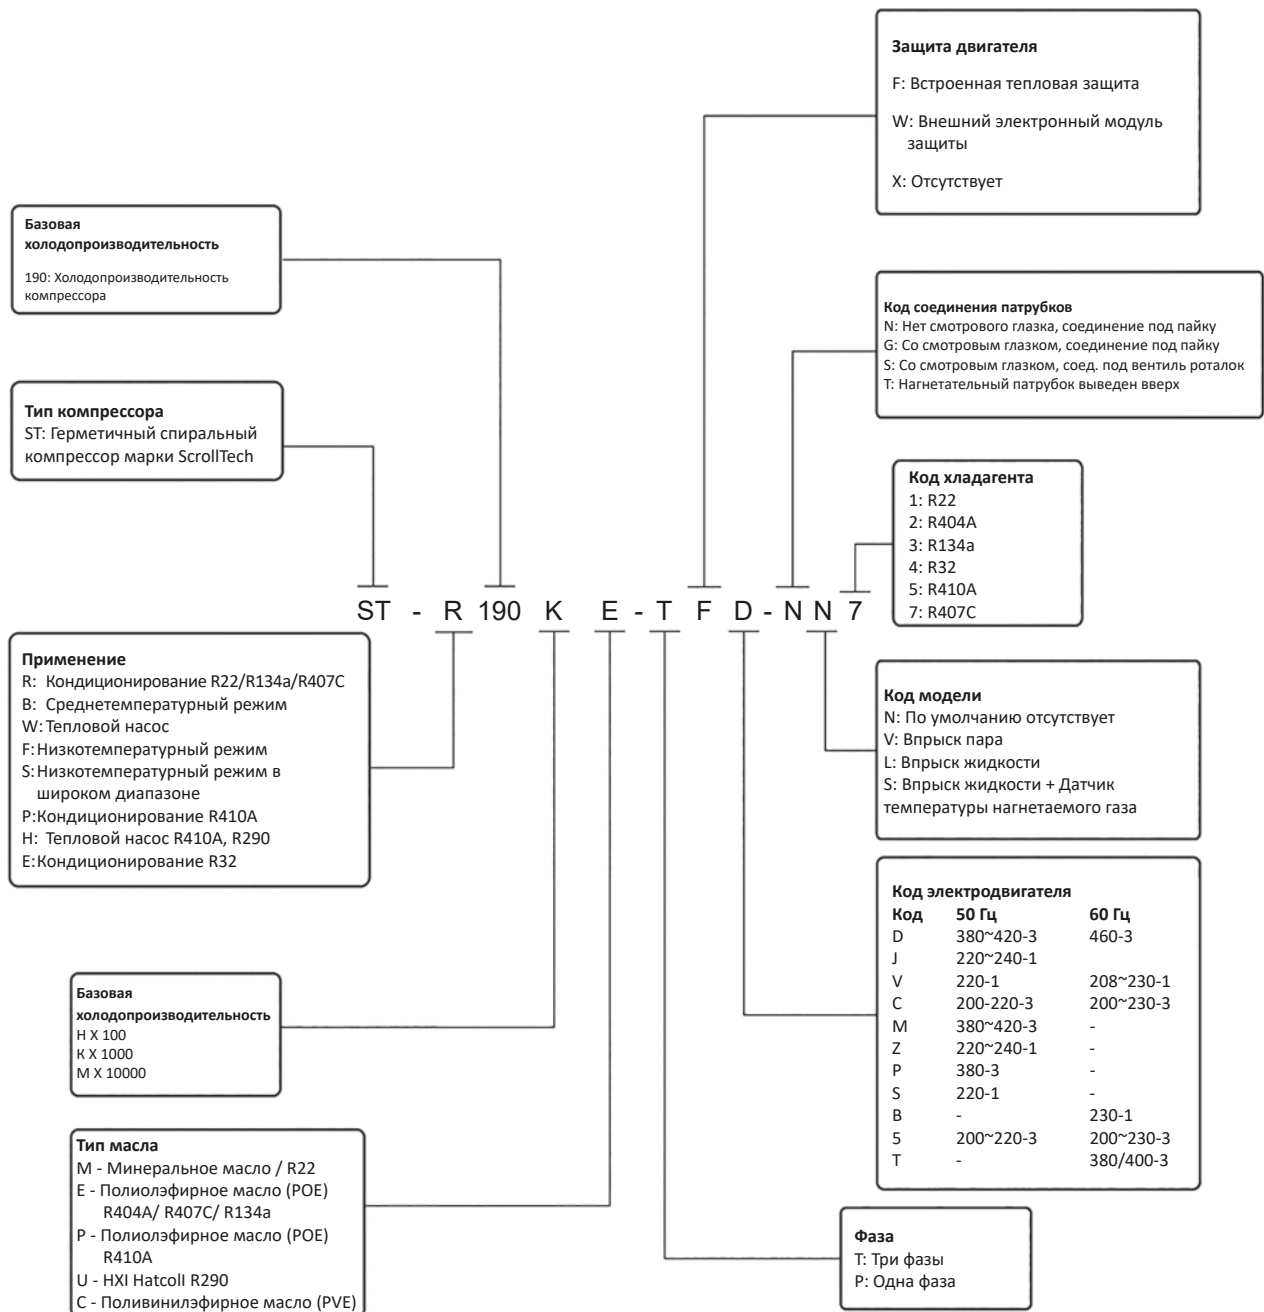 Защита двигателя
F: Встроенная тепловая защита
W: Внешний электронный модуль
защиты
X: Отсутствует
Базовая
холодопроизводительность
190: Холодопроизводительность
компрессора
Код соединения патрубков
N: Нет смотрового глазка, соединение под пайку
G: Со смотровым глазком, соединение под пайку
S: Со смотровым глазком, соед. под вентиль роталок
T: Нагнетательный патрубок выведен вверх
Тип компрессора
ST: Герметичный спиральный
компрессор марки ScrollTech
Код хладагента
1: R22
2: R404A
3: R134a
4: R32
5: R410A
7: R407C
ST - R 190 K E - T F D - N N 7
Применение
R: Кондиционирование R22/R134a/R407C
B: Среднетемпературный режим
W: Тепловой насос
F: Низкотемпературный режим
S: Низкотемпературный режим в
широком диапазоне
P: Кондиционирование R410A
H: Тепловой насос R410A, R290
E: Кондиционирование R32
Код модели
N: По умолчанию отсутствует
V: Впрыск пара
L: Впрыск жидкости
S: Впрыск жидкости + Датчик
температуры нагнетаемого газа
Код электродвигателя
Код 50 Гц 60 Гц
D 380~420-3 460-3
J 220~240-1
V 220-1 208~230-1
C 200-220-3 200~230-3
M 380~420-3 -
Z 220~240-1 -
P 380-3 -
S 220-1 -
B - 230-1
5 200~220-3 200~230-3
T - 380/400-3
Базовая
холодопроизводительность
H X 100
K X 1000
M X 10000
Тип масла
M - Минеральное масло / R22
E - Полиолэфирное масло (POE)
R404A/ R407C/ R134a
P - Полиолэфирное масло (POE)
R410A
U - HXI Hatcoll R290
C - Поливинилэфирное масло (PVE)
Фаза
T: Три фазы
P: Одна фаза